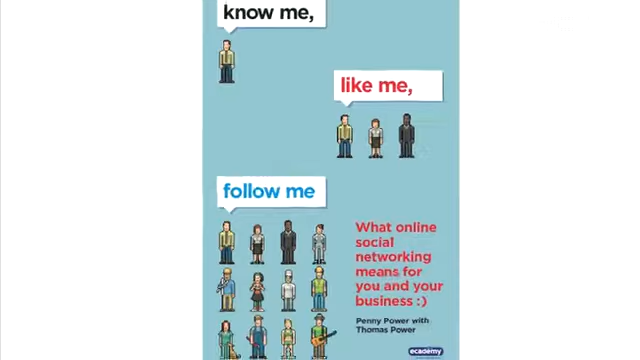 know me,
like me,
follow me
What online
social
networking
means for
you and your
business :)
Penny Power with
Thomas Power
ecademy